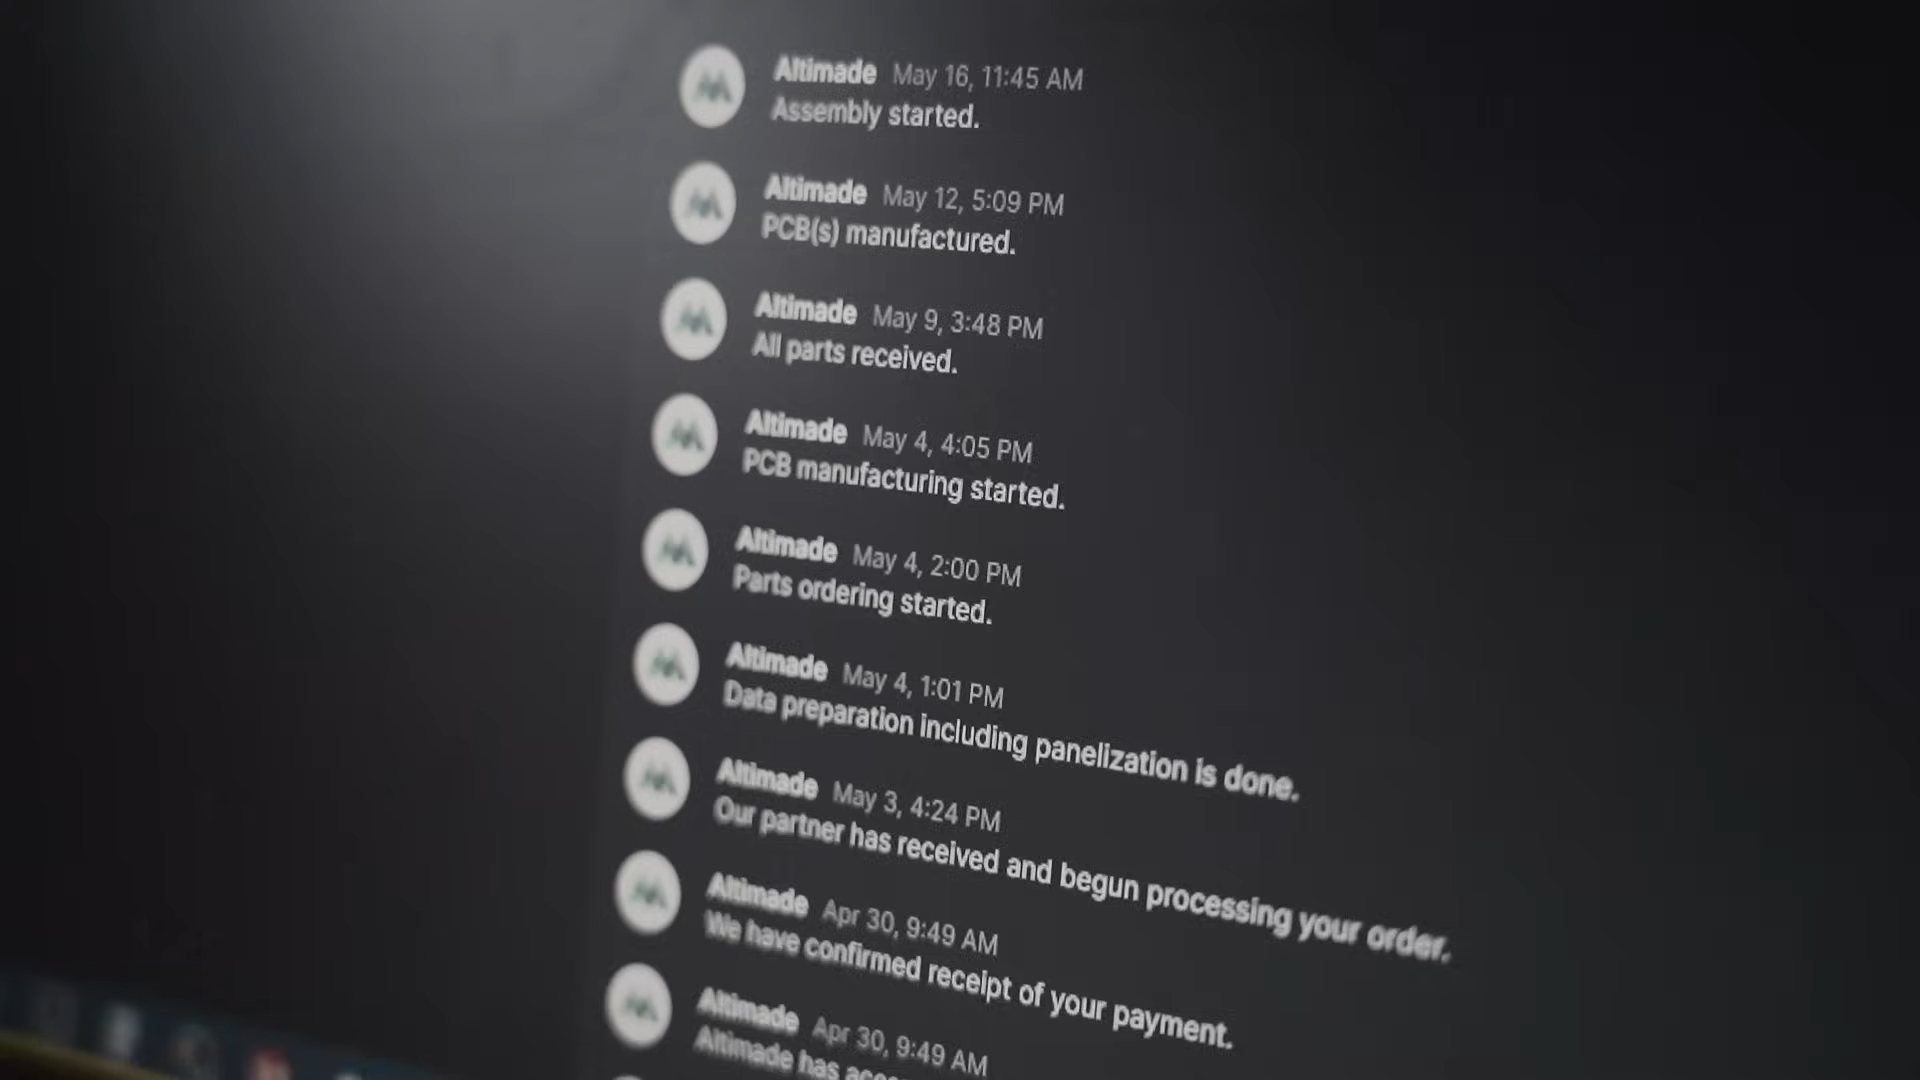 Altimade May 16, 11:45 AM
Assembly started.
Altimade May 12, 5:09 PM
PCB(s) manufactured.
Altimade May 9, 3:48 PM
All parts received.
Altimade May 4, 4:05 PM
PCB manufacturing started.
Altimade May 4, 2:00 PM
Parts ordering started.
Altimade May 4, 1:01 PM
Data preparation including panelization is done.
Altimade May 3, 4:24 PM
Our partner has received and begun processing your order.
Altimade Apr 30, 9:49 AM
We have confirmed receipt of your payment.
Altimade Apr 30, 9:49 AM
Altimade has